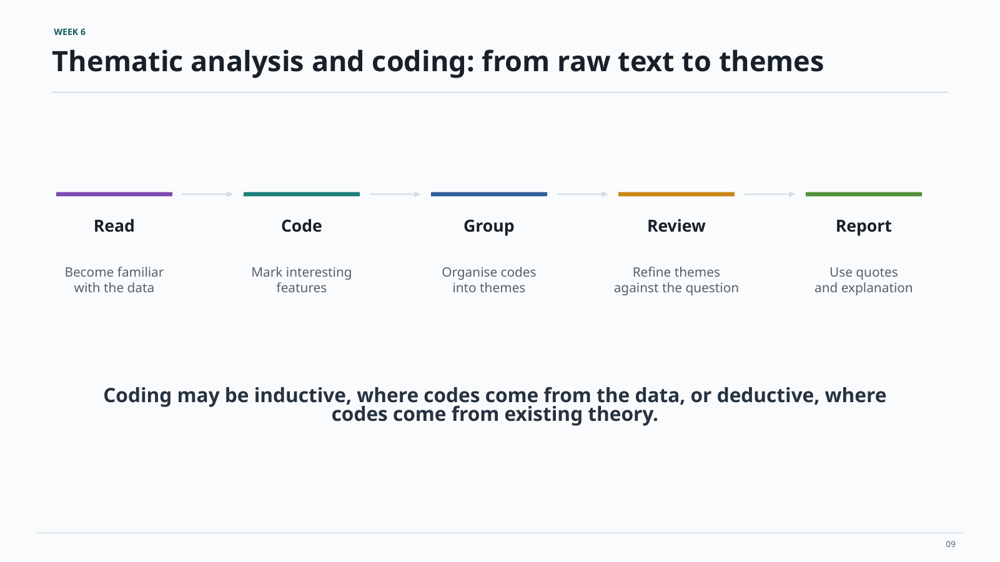 WEEK 6
Thematic analysis and coding: from raw text to themes
Read
Become familiar
with the data
Code
Mark interesting
features
Group
Organise codes
into themes
Review
Refine themes
against the question
Report
Use quotes
and explanation
Coding may be inductive, where codes come from the data, or deductive, where
codes come from existing theory.
09